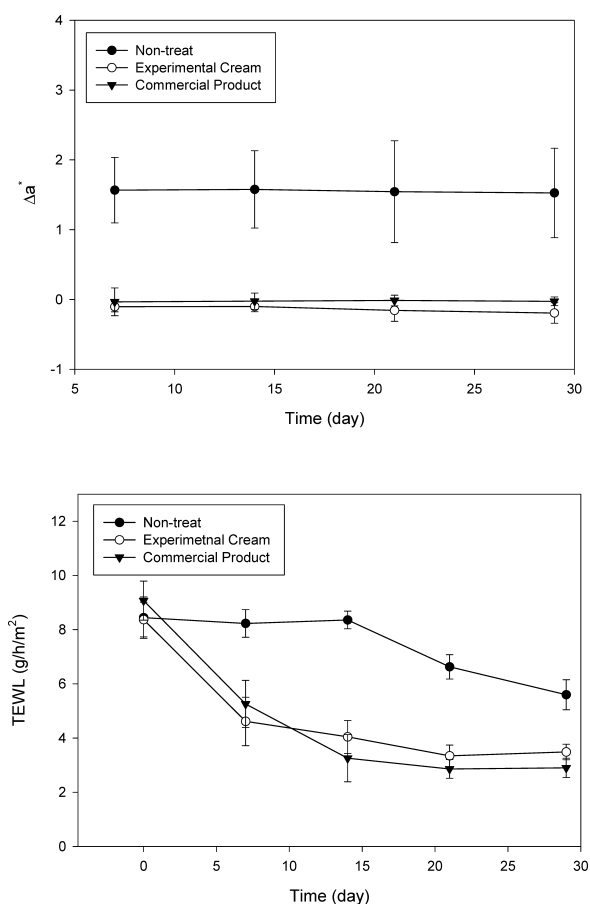 4
3
2
1
0
-1
Δa*
Non-treat
Experimental Cream
Commercial Product
5 10 15 20 25 30
Time (day)
12
10
8
6
4
2
0
TEWL (g/h/m²)
Non-treat
Experimetnal Cream
Commercial Product
0 5 10 15 20 25 30
Time (day)